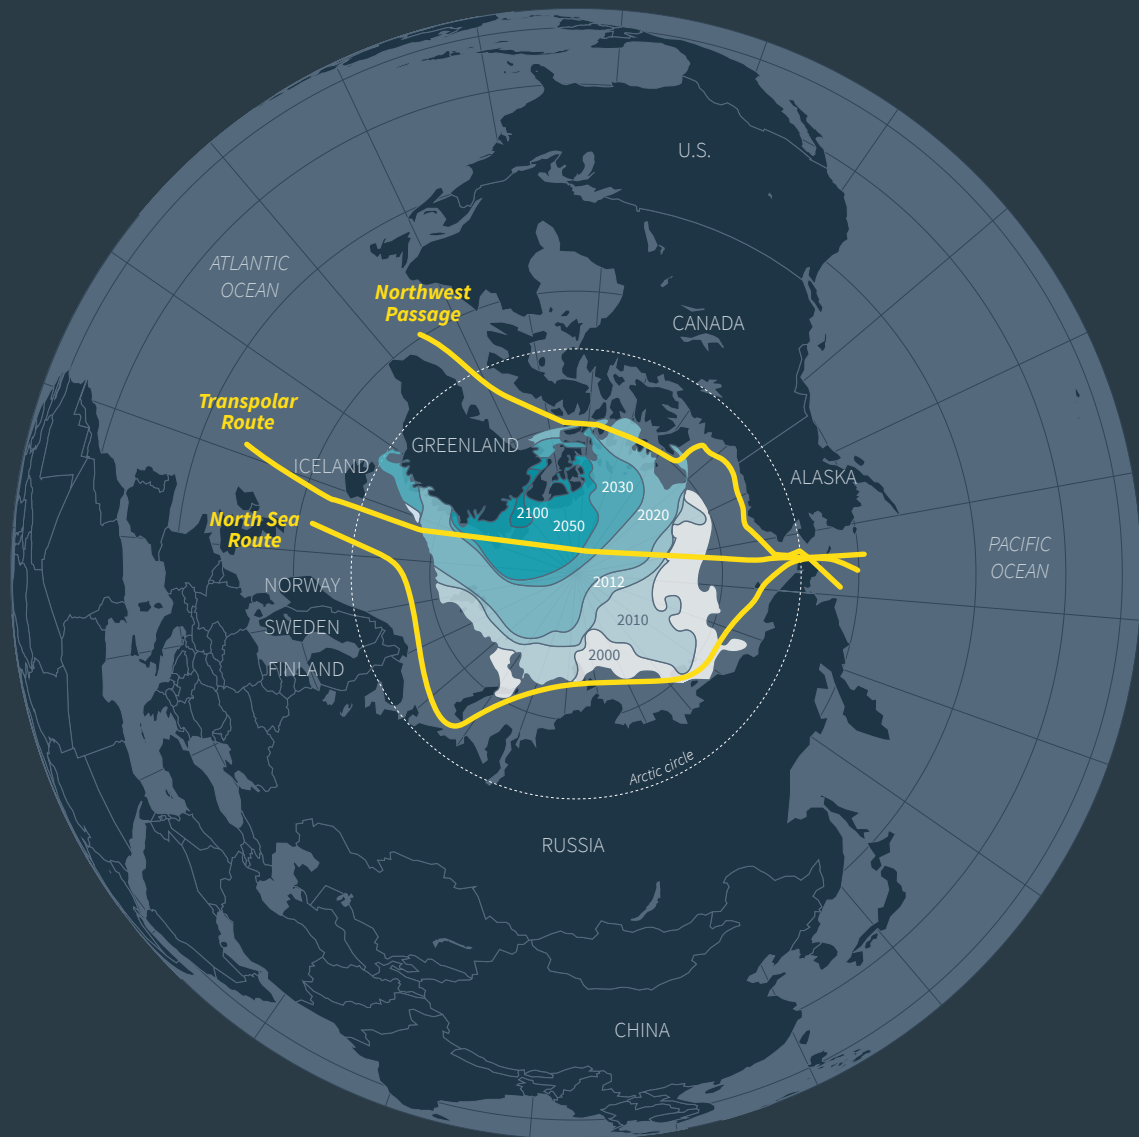 U.S.
ATLANTIC
OCEAN
Northwest
Passage
CANADA
Transpolar
Route
GREENLAND
ICELAND
ALASKA
2030
2100
2050
2020
North Sea
Route
PACIFIC
OCEAN
NORWAY
2012
SWEDEN
2010
FINLAND
2000
Arctic circle
RUSSIA
CHINA